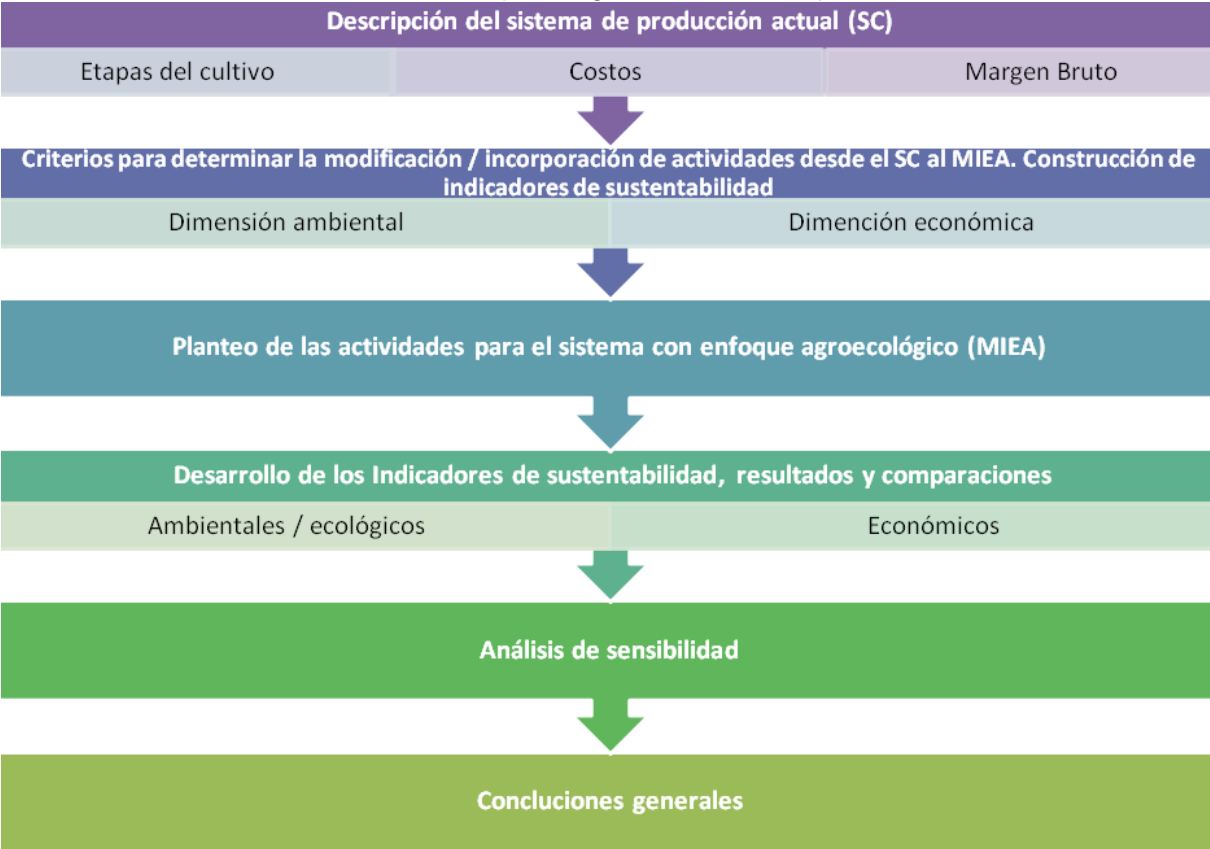 Descripción del sistema de producción actual (SC)
Etapas del cultivo
Costos
Margen Bruto
Criterios para determinar la modificación / incorporación de actividades desde el SC al MIEA. Construcción de
indicadores de sustentabilidad
Dimensión ambiental
Dimención económica
Planteo de las actividades para el sistema con enfoque agroecológico (MIEA)
Desarrollo de los Indicadores de sustentabilidad, resultados y comparaciones
Ambientales / ecológicos
Económicos
Análisis de sensibilidad
Concluciones generales